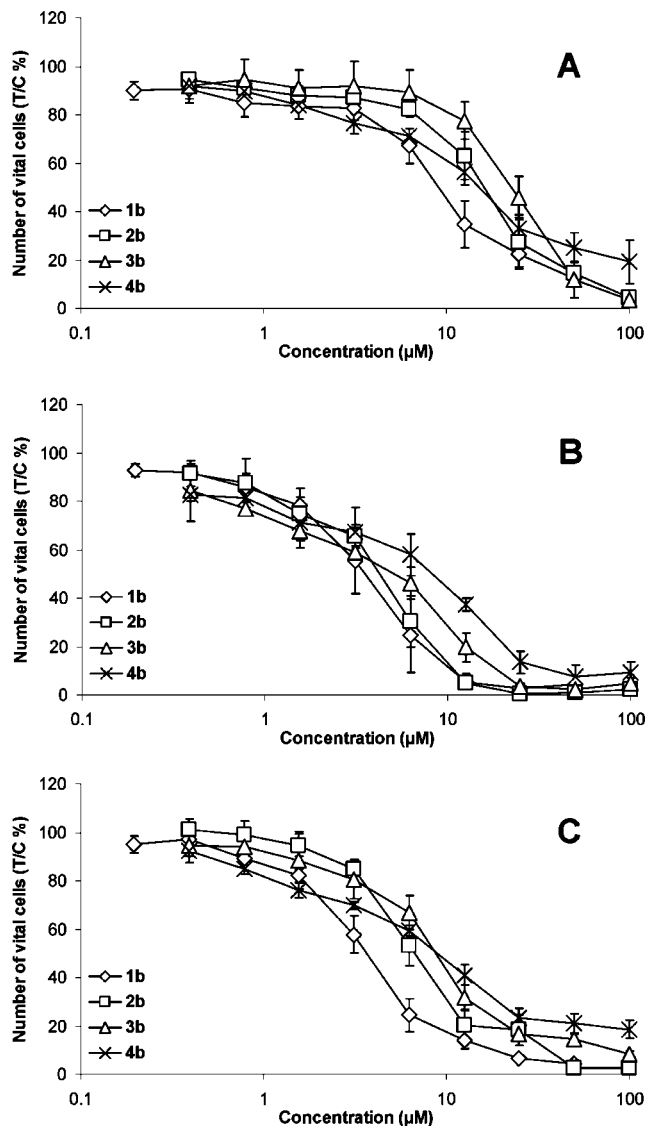 A
Number of vital cells (T/C %)
120
100
80
60
40
20
0
1b
2b
3b
4b
0.1
1
10
100
Concentration (µM)
B
Number of vital cells (T/C %)
120
100
80
60
40
20
0
1b
2b
3b
4b
0.1
1
10
100
Concentration (µM)
C
Number of vital cells (T/C %)
120
100
80
60
40
20
0
1b
2b
3b
4b
0.1
1
10
100
Concentration (µM)